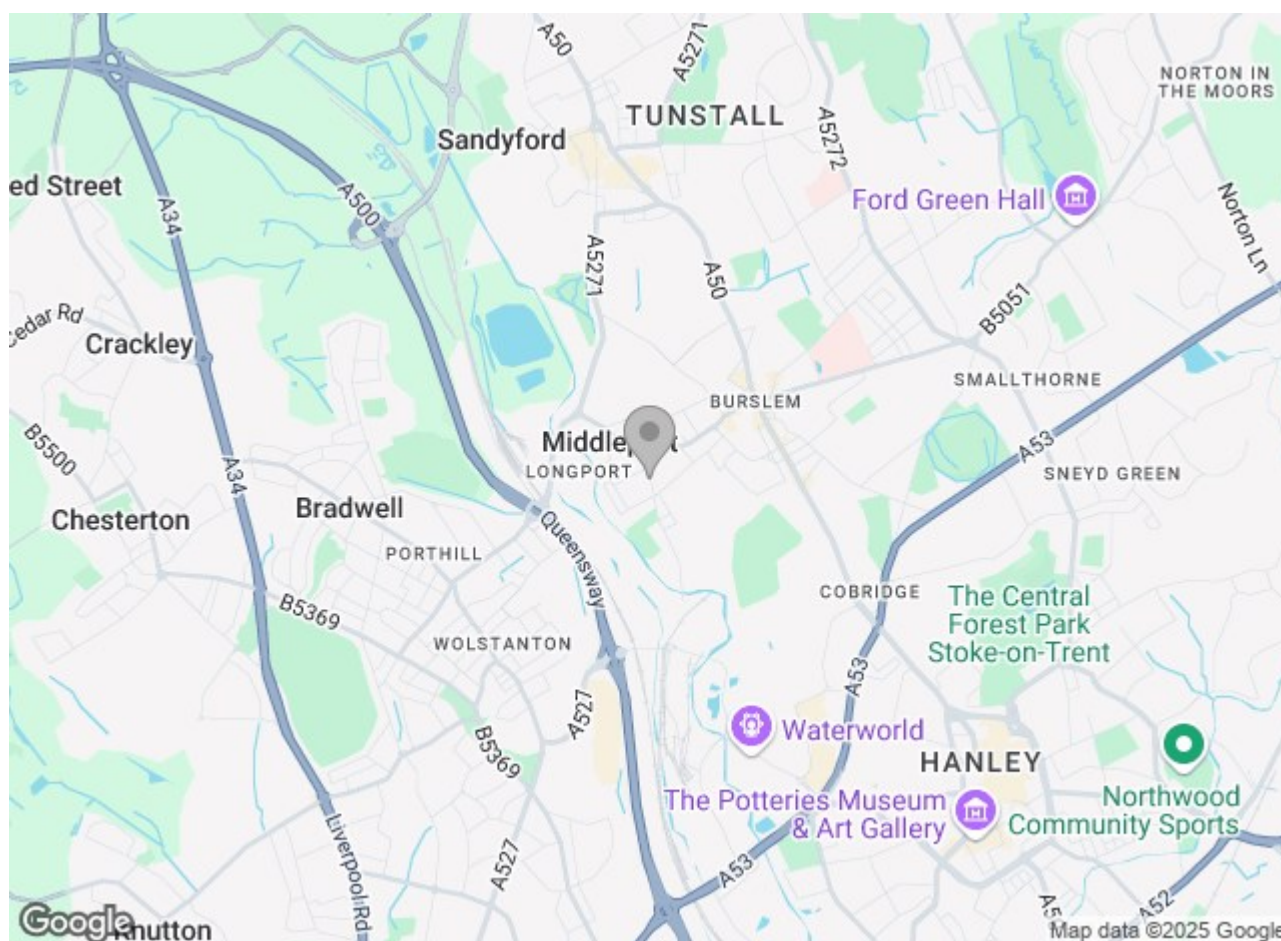 A50
A5271
NORTON IN
THE MOORS
TUNSTALL
A5272
Sandyford
ed Street
A500
A34
Ford Green Hall
Norton Ln
A5271
A50
B5051
Cedar Rd
Crackley
SMALLTHORNE
BURSLEM
A53
B5500
LONGPORT
SNEYD GREEN
A34
Bradwell
Chesterton
Queensway
PORTHILL
B5369
COBRIDGE
The Central
Forest Park
Stoke-on-Trent
WOLSTANTON
A53
A527
Waterworld
B5369
HANLEY
The Potteries Museum
& Art Gallery
Northwood
Community Sports
Liverpool Rd
A527
A53
A52
Google
Knutton
Map data ©2025 Google